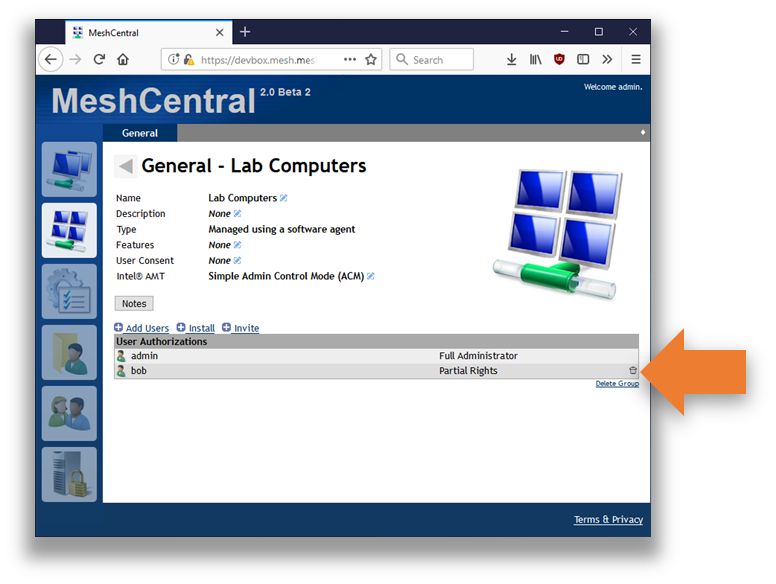 MeshCentral
https://devbox.mesh.mes
Search
MeshCentral 2.0 Beta 2
Welcome admin.
General
General - Lab Computers
Name Lab Computers
Description None
Type Managed using a software agent
Features None
User Consent None
Intel® AMT Simple Admin Control Mode (ACM)
Notes
Add Users Install Invite
User Authorizations
admin Full Administrator
bob Partial Rights
Delete Group
Terms & Privacy